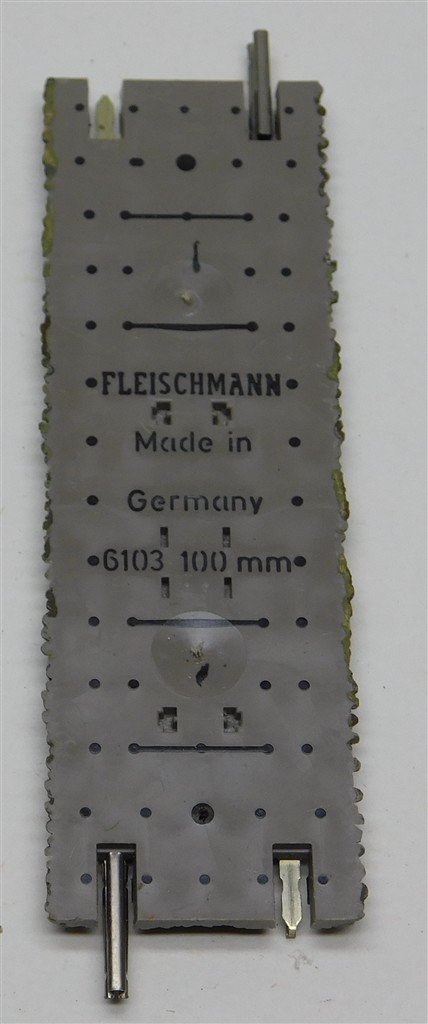 FLEISCHMANN
Made in
Germany
6103 100 mm